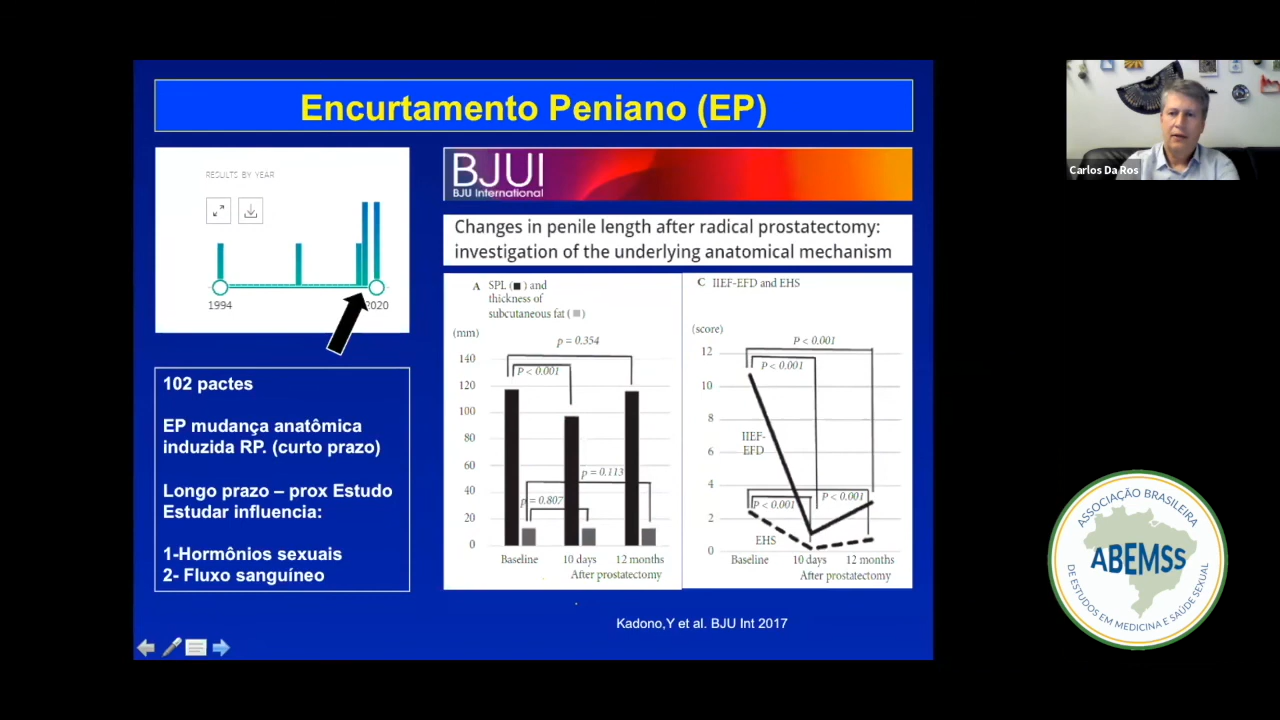 Encurtamento Peniano (EP)
RESULTS BY YEAR
1994
2020
102 pactes
EP mudança anatômica
induzida RP. (curto prazo)
Longo prazo – prox Estudo
Estudar influencia:
1-Hormônios sexuais
2- Fluxo sanguíneo
BJUI
BJU International
Changes in penile length after radical prostatectomy:
investigation of the underlying anatomical mechanism
A SPL (■) and
thickness of
subcutaneous fat (■)
(mm)
140
120
100
80
60
40
20
0
p = 0.354
P < 0.001
p = 0.113
p = 0.807
Baseline 10 days 12 months
After prostatectomy
C IIEF-EFD and EHS
(score)
12
10
8
6
4
2
0
P < 0.001
P < 0.001
IIEF-
EFD
P < 0.001
P < 0.001
EHS
Baseline 10 days 12 months
After prostatectomy
Kadono,Y et al. BJU Int 2017
Carlos Da Ros
ASSOCIAÇÃO BRASILEIRA
ABEMSS
DE ESTUDOS EM MEDICINA E SAÚDE SEXUAL